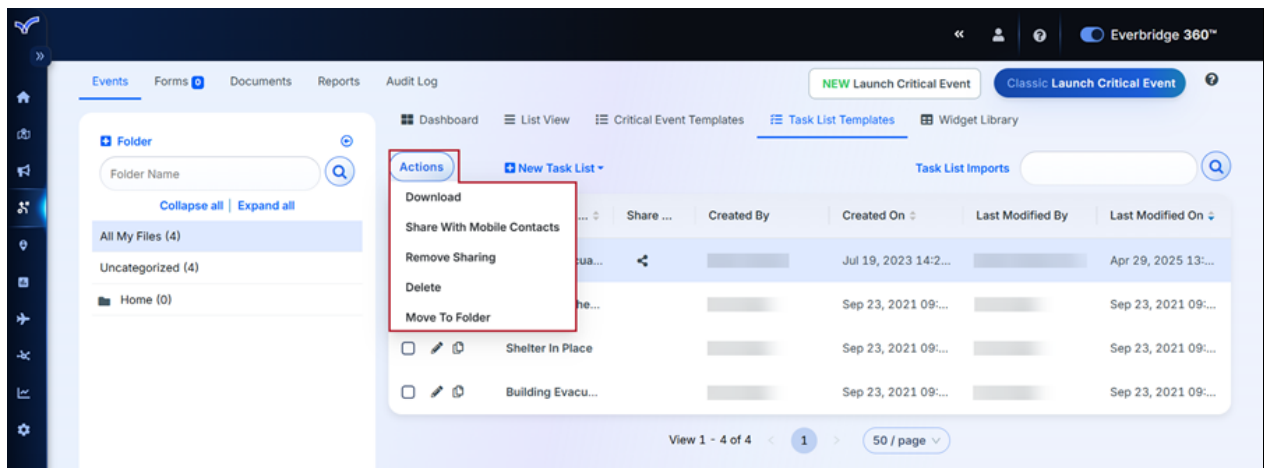 Everbridge 360™
Events Forms 0 Documents Reports Audit Log
NEW Launch Critical Event Classic Launch Critical Event
Dashboard List View Critical Event Templates Task List Templates Widget Library
Folder
Folder Name
Collapse all | Expand all
All My Files (4)
Uncategorized (4)
Home (0)
Actions New Task List Task List Imports
Download
Share With Mobile Contacts
Remove Sharing
Delete
Move To Folder
... Share ... Created By Created On Last Modified By Last Modified On
cua... Jul 19, 2023 14:2... Apr 29, 2025 13:...
he... Sep 23, 2021 09:... Sep 23, 2021 09:...
Shelter In Place Sep 23, 2021 09:... Sep 23, 2021 09:...
Building Evacu... Sep 23, 2021 09:... Sep 23, 2021 09:...
View 1 - 4 of 4 < 1 > 50 / page